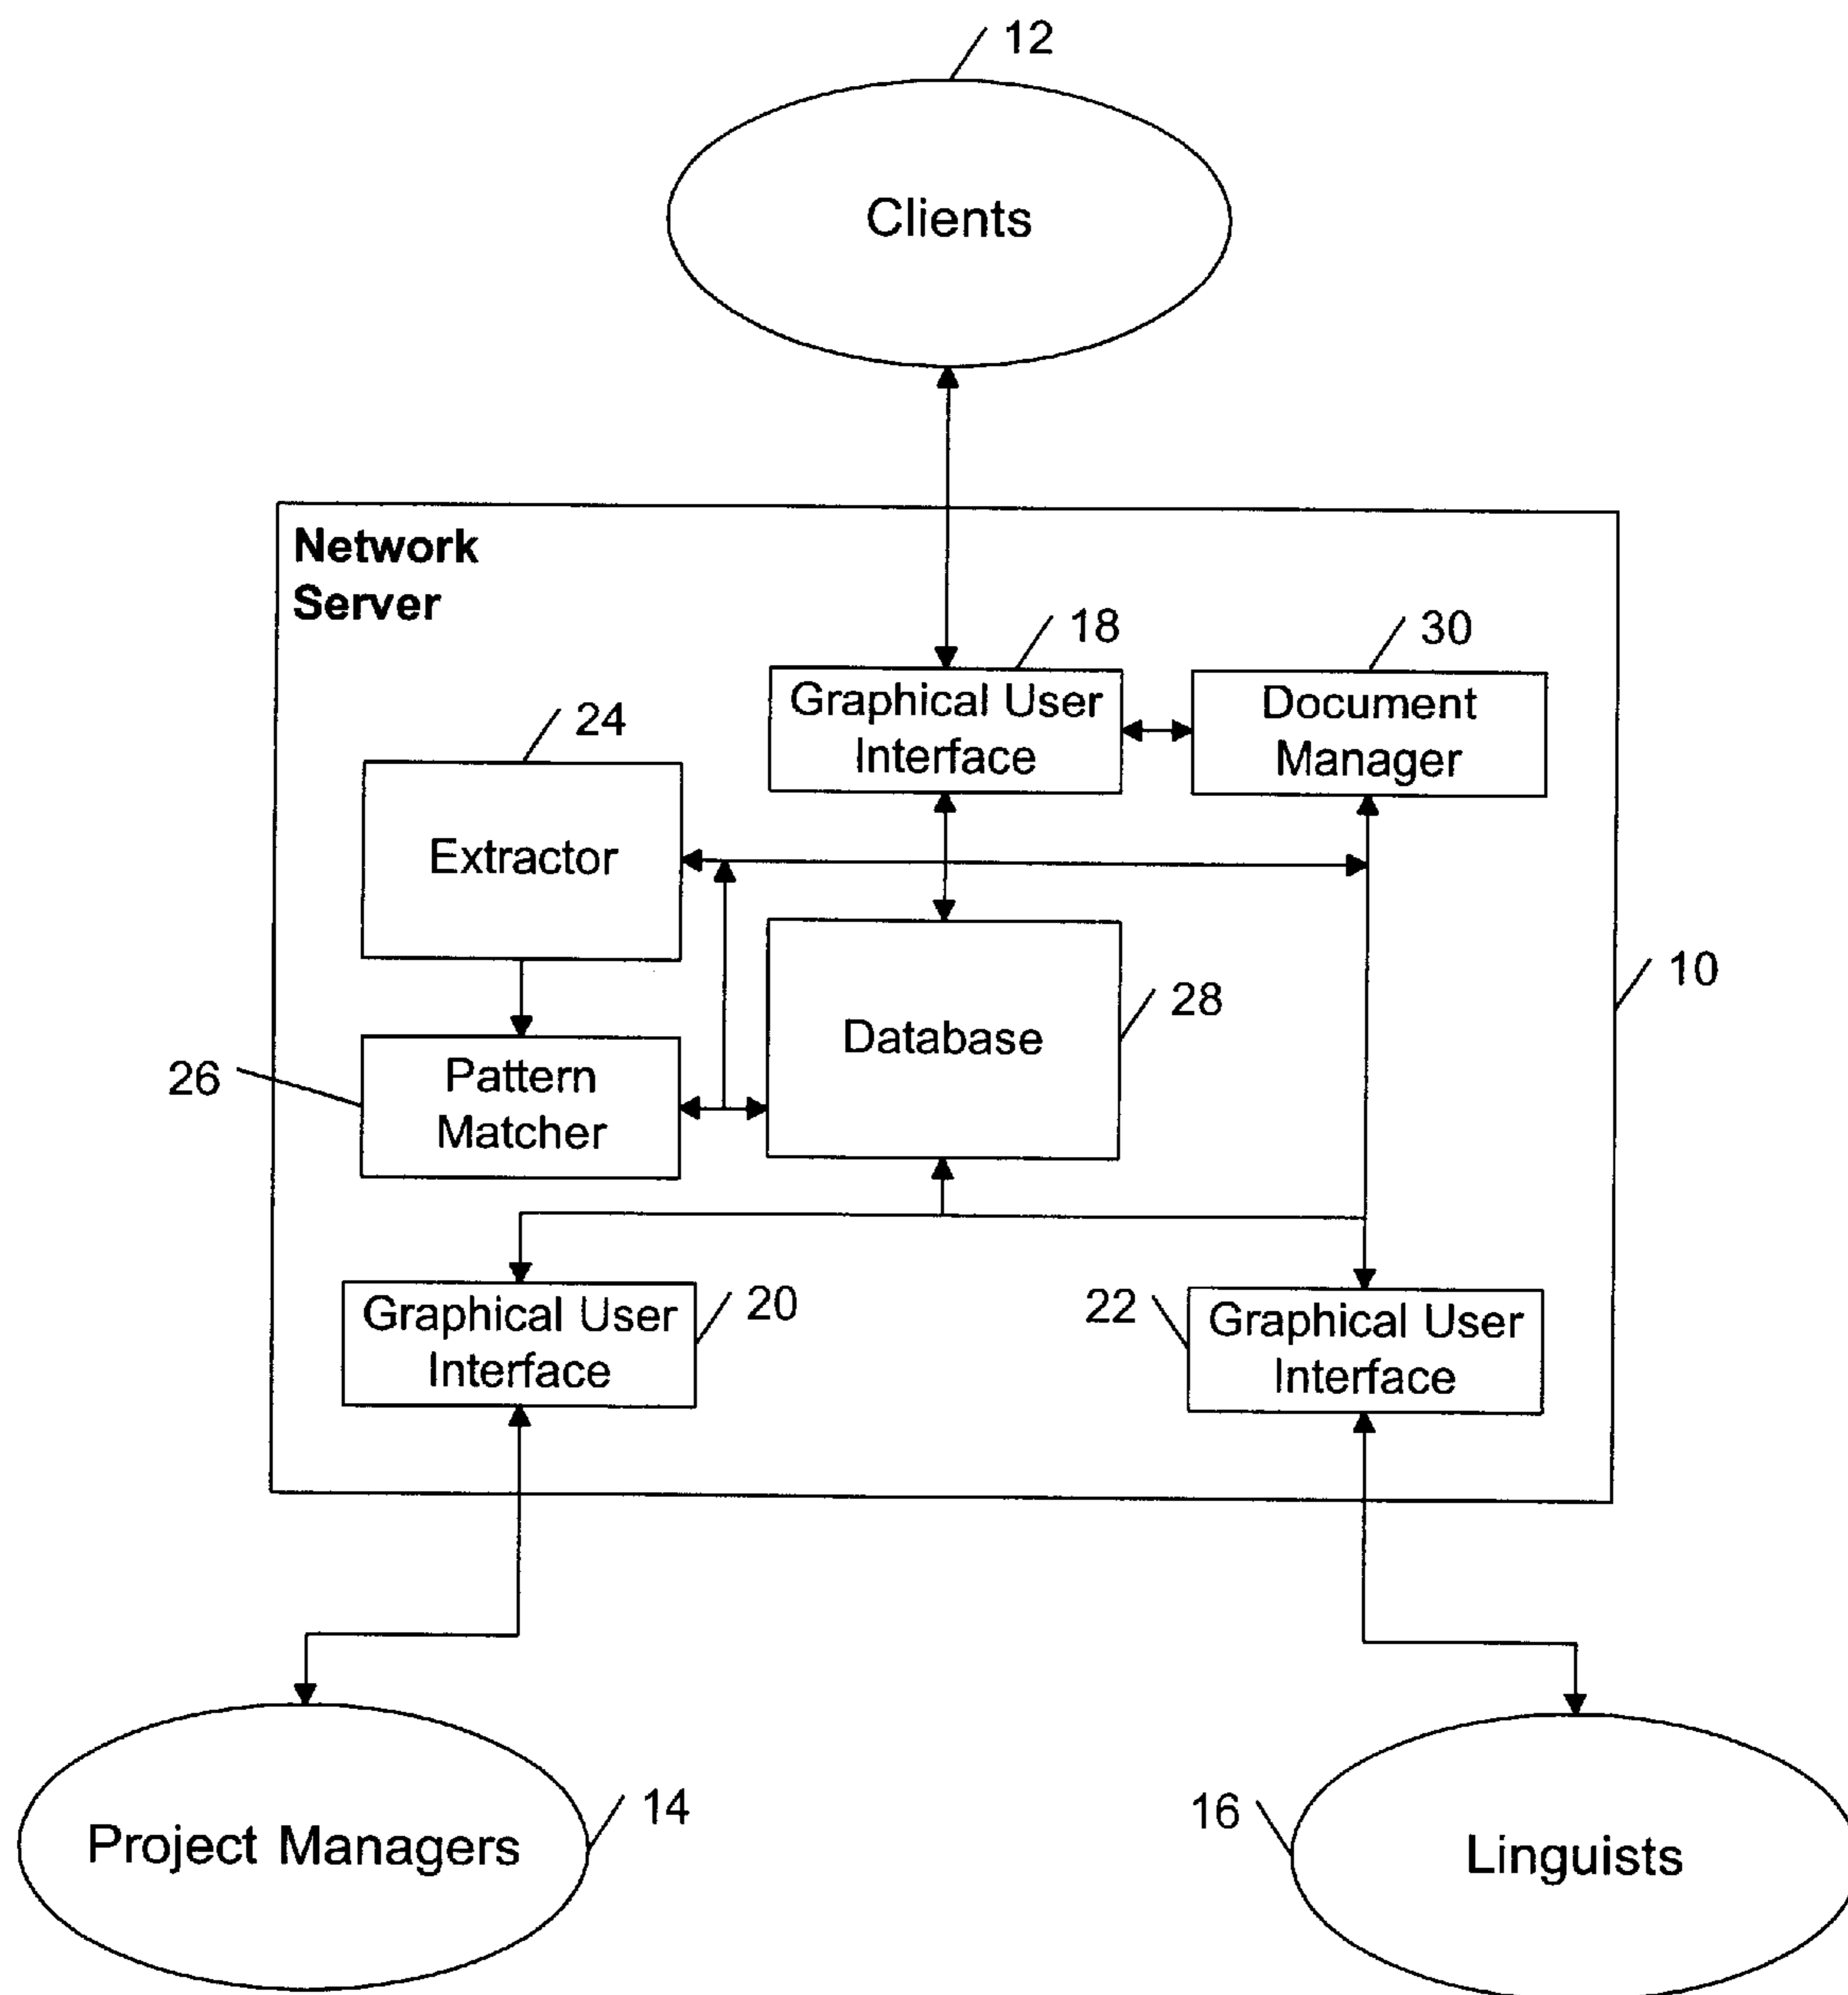 12
Clients
Network
Server
18
30
Graphical User
Interface
Document
Manager
24
Extractor
10
28
Database
26
Pattern
Matcher
20
Graphical User
Interface
22
Graphical User
Interface
14
Project Managers
16
Linguists